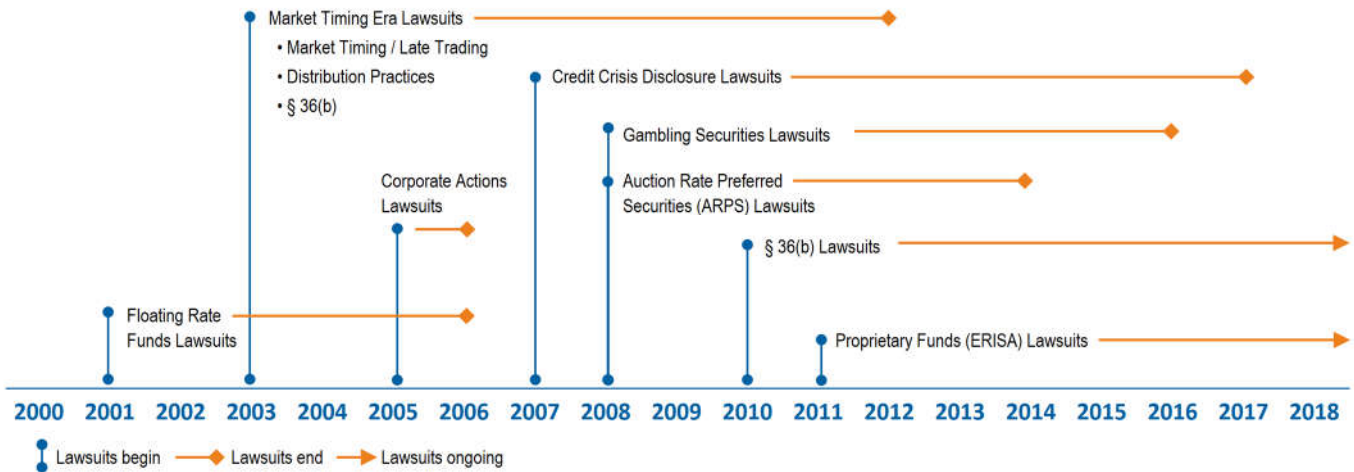 Market Timing Era Lawsuits
• Market Timing / Late Trading
• Distribution Practices
• § 36(b)
Credit Crisis Disclosure Lawsuits
Gambling Securities Lawsuits
Corporate Actions
Lawsuits
Auction Rate Preferred
Securities (ARPS) Lawsuits
§ 36(b) Lawsuits
Floating Rate
Funds Lawsuits
Proprietary Funds (ERISA) Lawsuits
2000 2001 2002 2003 2004 2005 2006 2007 2008 2009 2010 2011 2012 2013 2014 2015 2016 2017 2018
Lawsuits begin Lawsuits end Lawsuits ongoing